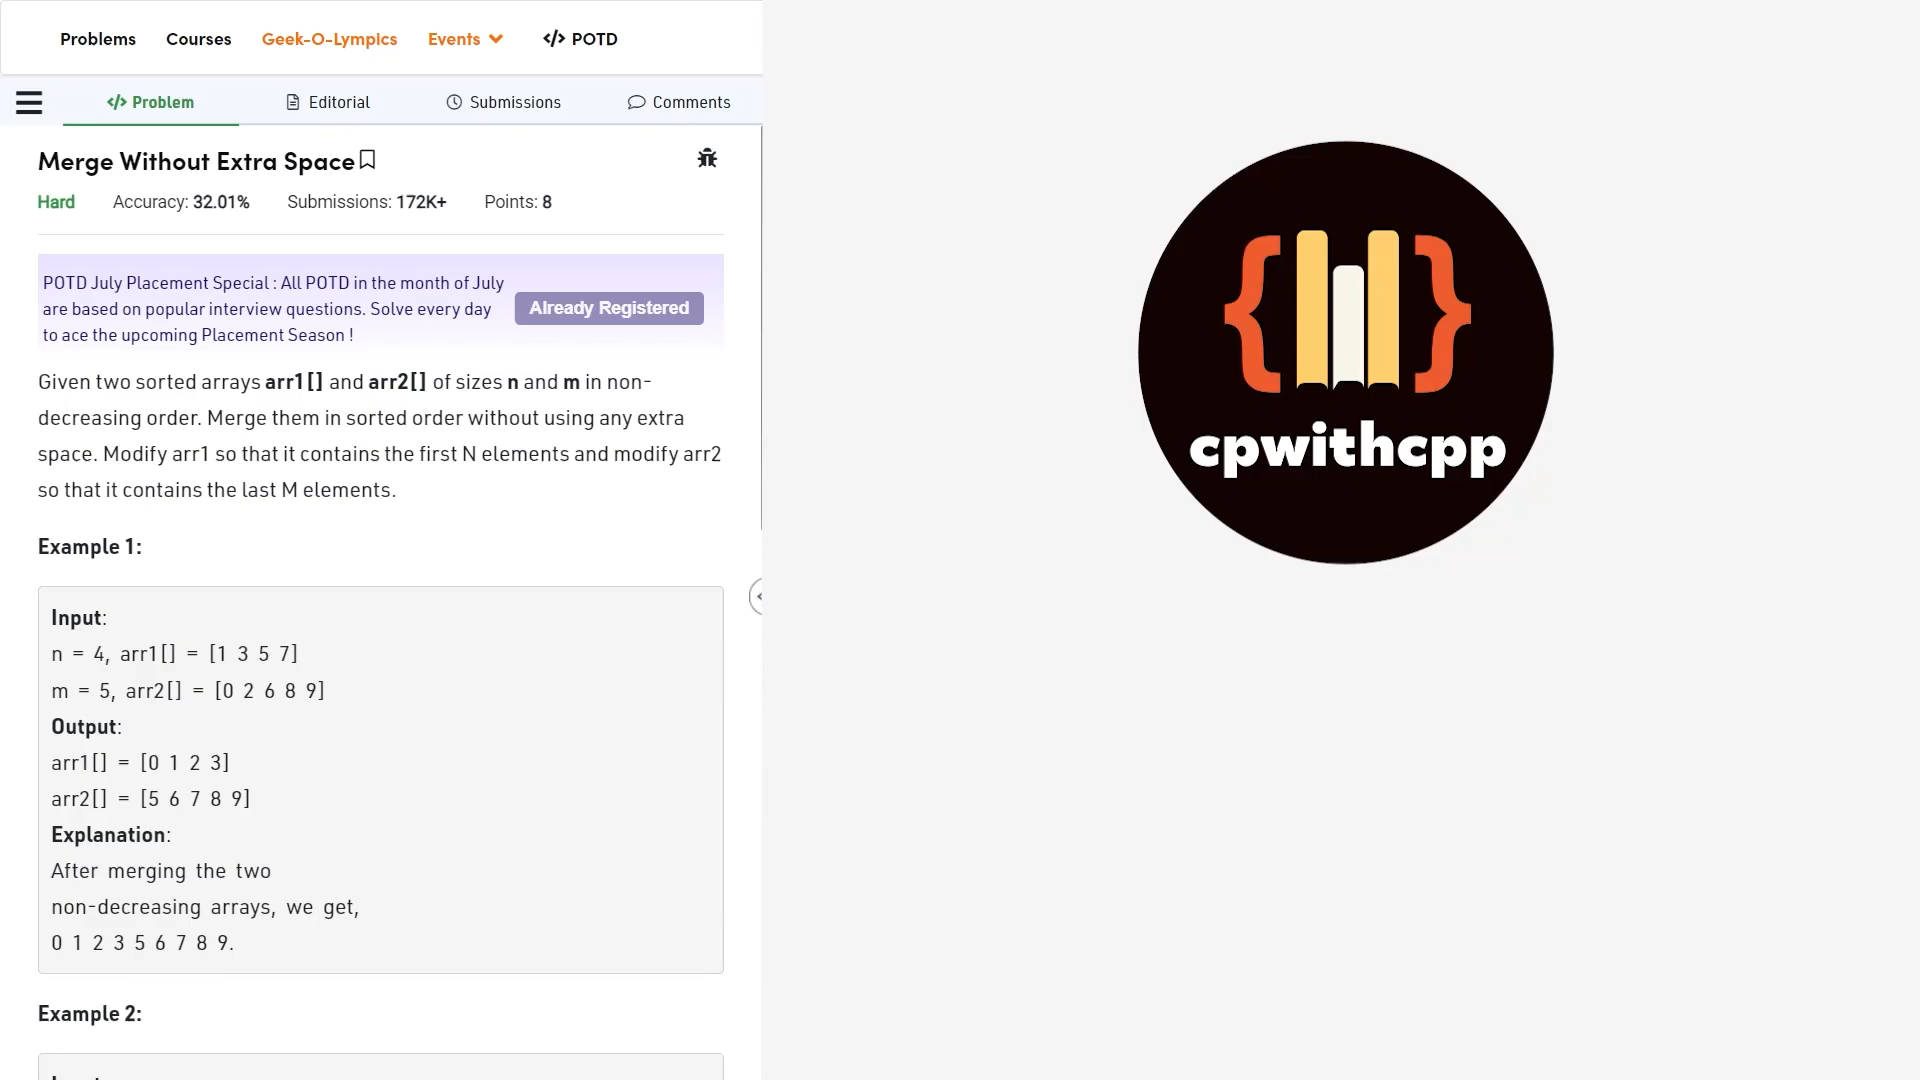 Problems Courses Geek-O-Lympics Events </> POTD
</> Problem Editorial Submissions Comments
Merge Without Extra Space
Hard Accuracy: 32.01% Submissions: 172K+ Points: 8
POTD July Placement Special : All POTD in the month of July
are based on popular interview questions. Solve every day
to ace the upcoming Placement Season !
Already Registered
Given two sorted arrays arr1[] and arr2[] of sizes n and m in non-
decreasing order. Merge them in sorted order without using any extra
space. Modify arr1 so that it contains the first N elements and modify arr2
so that it contains the last M elements.
Example 1:
Input:
n = 4, arr1[] = [1 3 5 7]
m = 5, arr2[] = [0 2 6 8 9]
Output:
arr1[] = [0 1 2 3]
arr2[] = [5 6 7 8 9]
Explanation:
After merging the two
non-decreasing arrays, we get,
0 1 2 3 5 6 7 8 9.
Example 2:
{ }
cpwithcpp